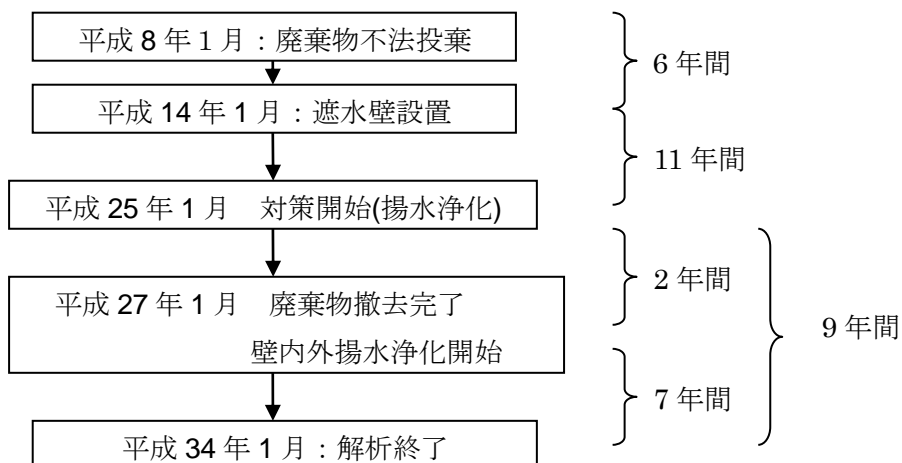 平成 8 年 1 月：廃棄物不法投棄
6 年間
平成 14 年 1 月：遮水壁設置
11 年間
平成 25 年 1 月　対策開始(揚水浄化)
2 年間
平成 27 年 1 月　廃棄物撤去完了
壁内外揚水浄化開始
9 年間
7 年間
平成 34 年 1 月：解析終了